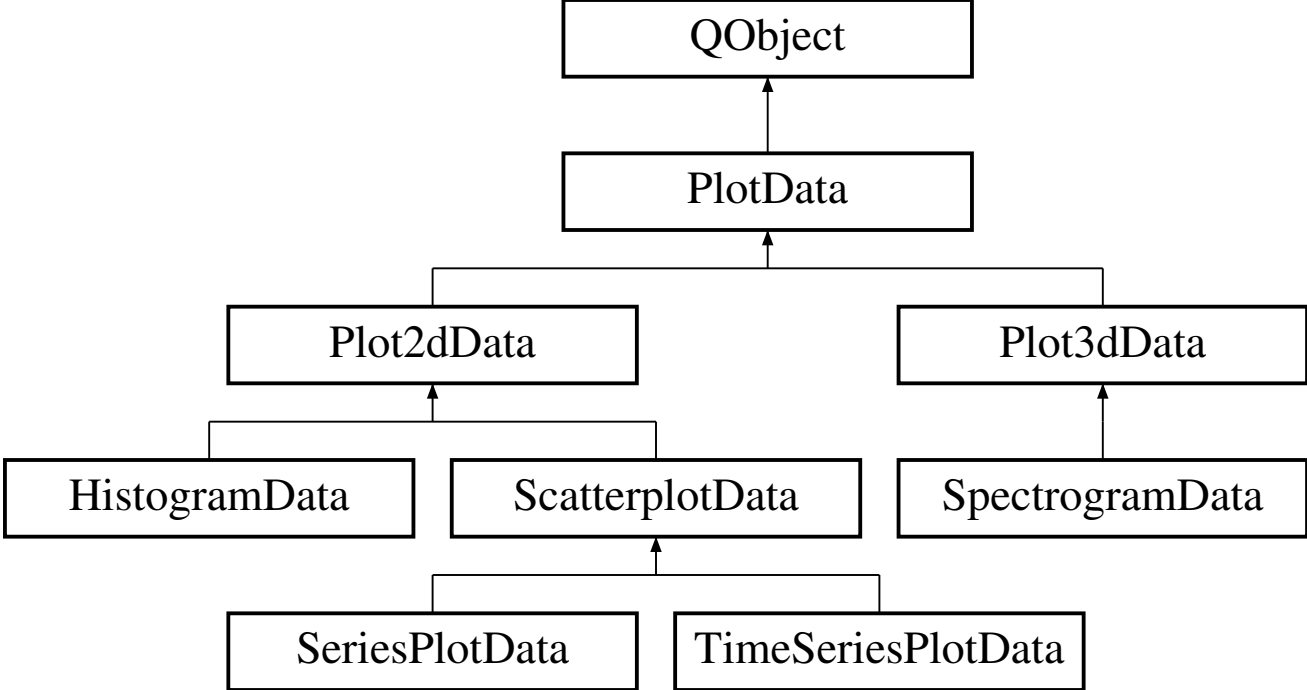 QObject
PlotData
Plot2dData
Plot3dData
HistogramData
ScatterplotData
SpectrogramData
SeriesPlotData
TimeSeriesPlotData